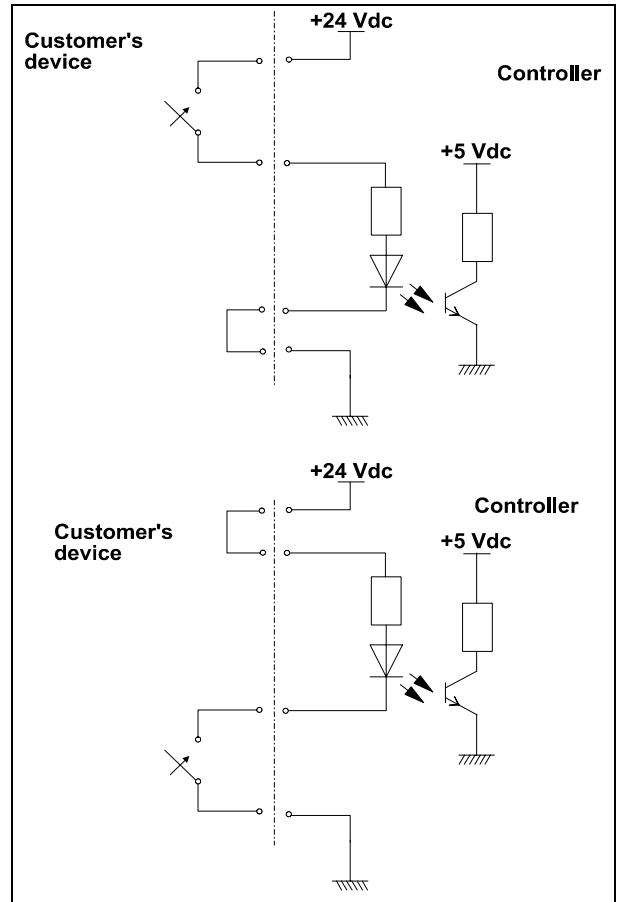 +24 Vdc
Customer's
device
Controller
+5 Vdc
+24 Vdc
Controller
Customer's
device
+5 Vdc